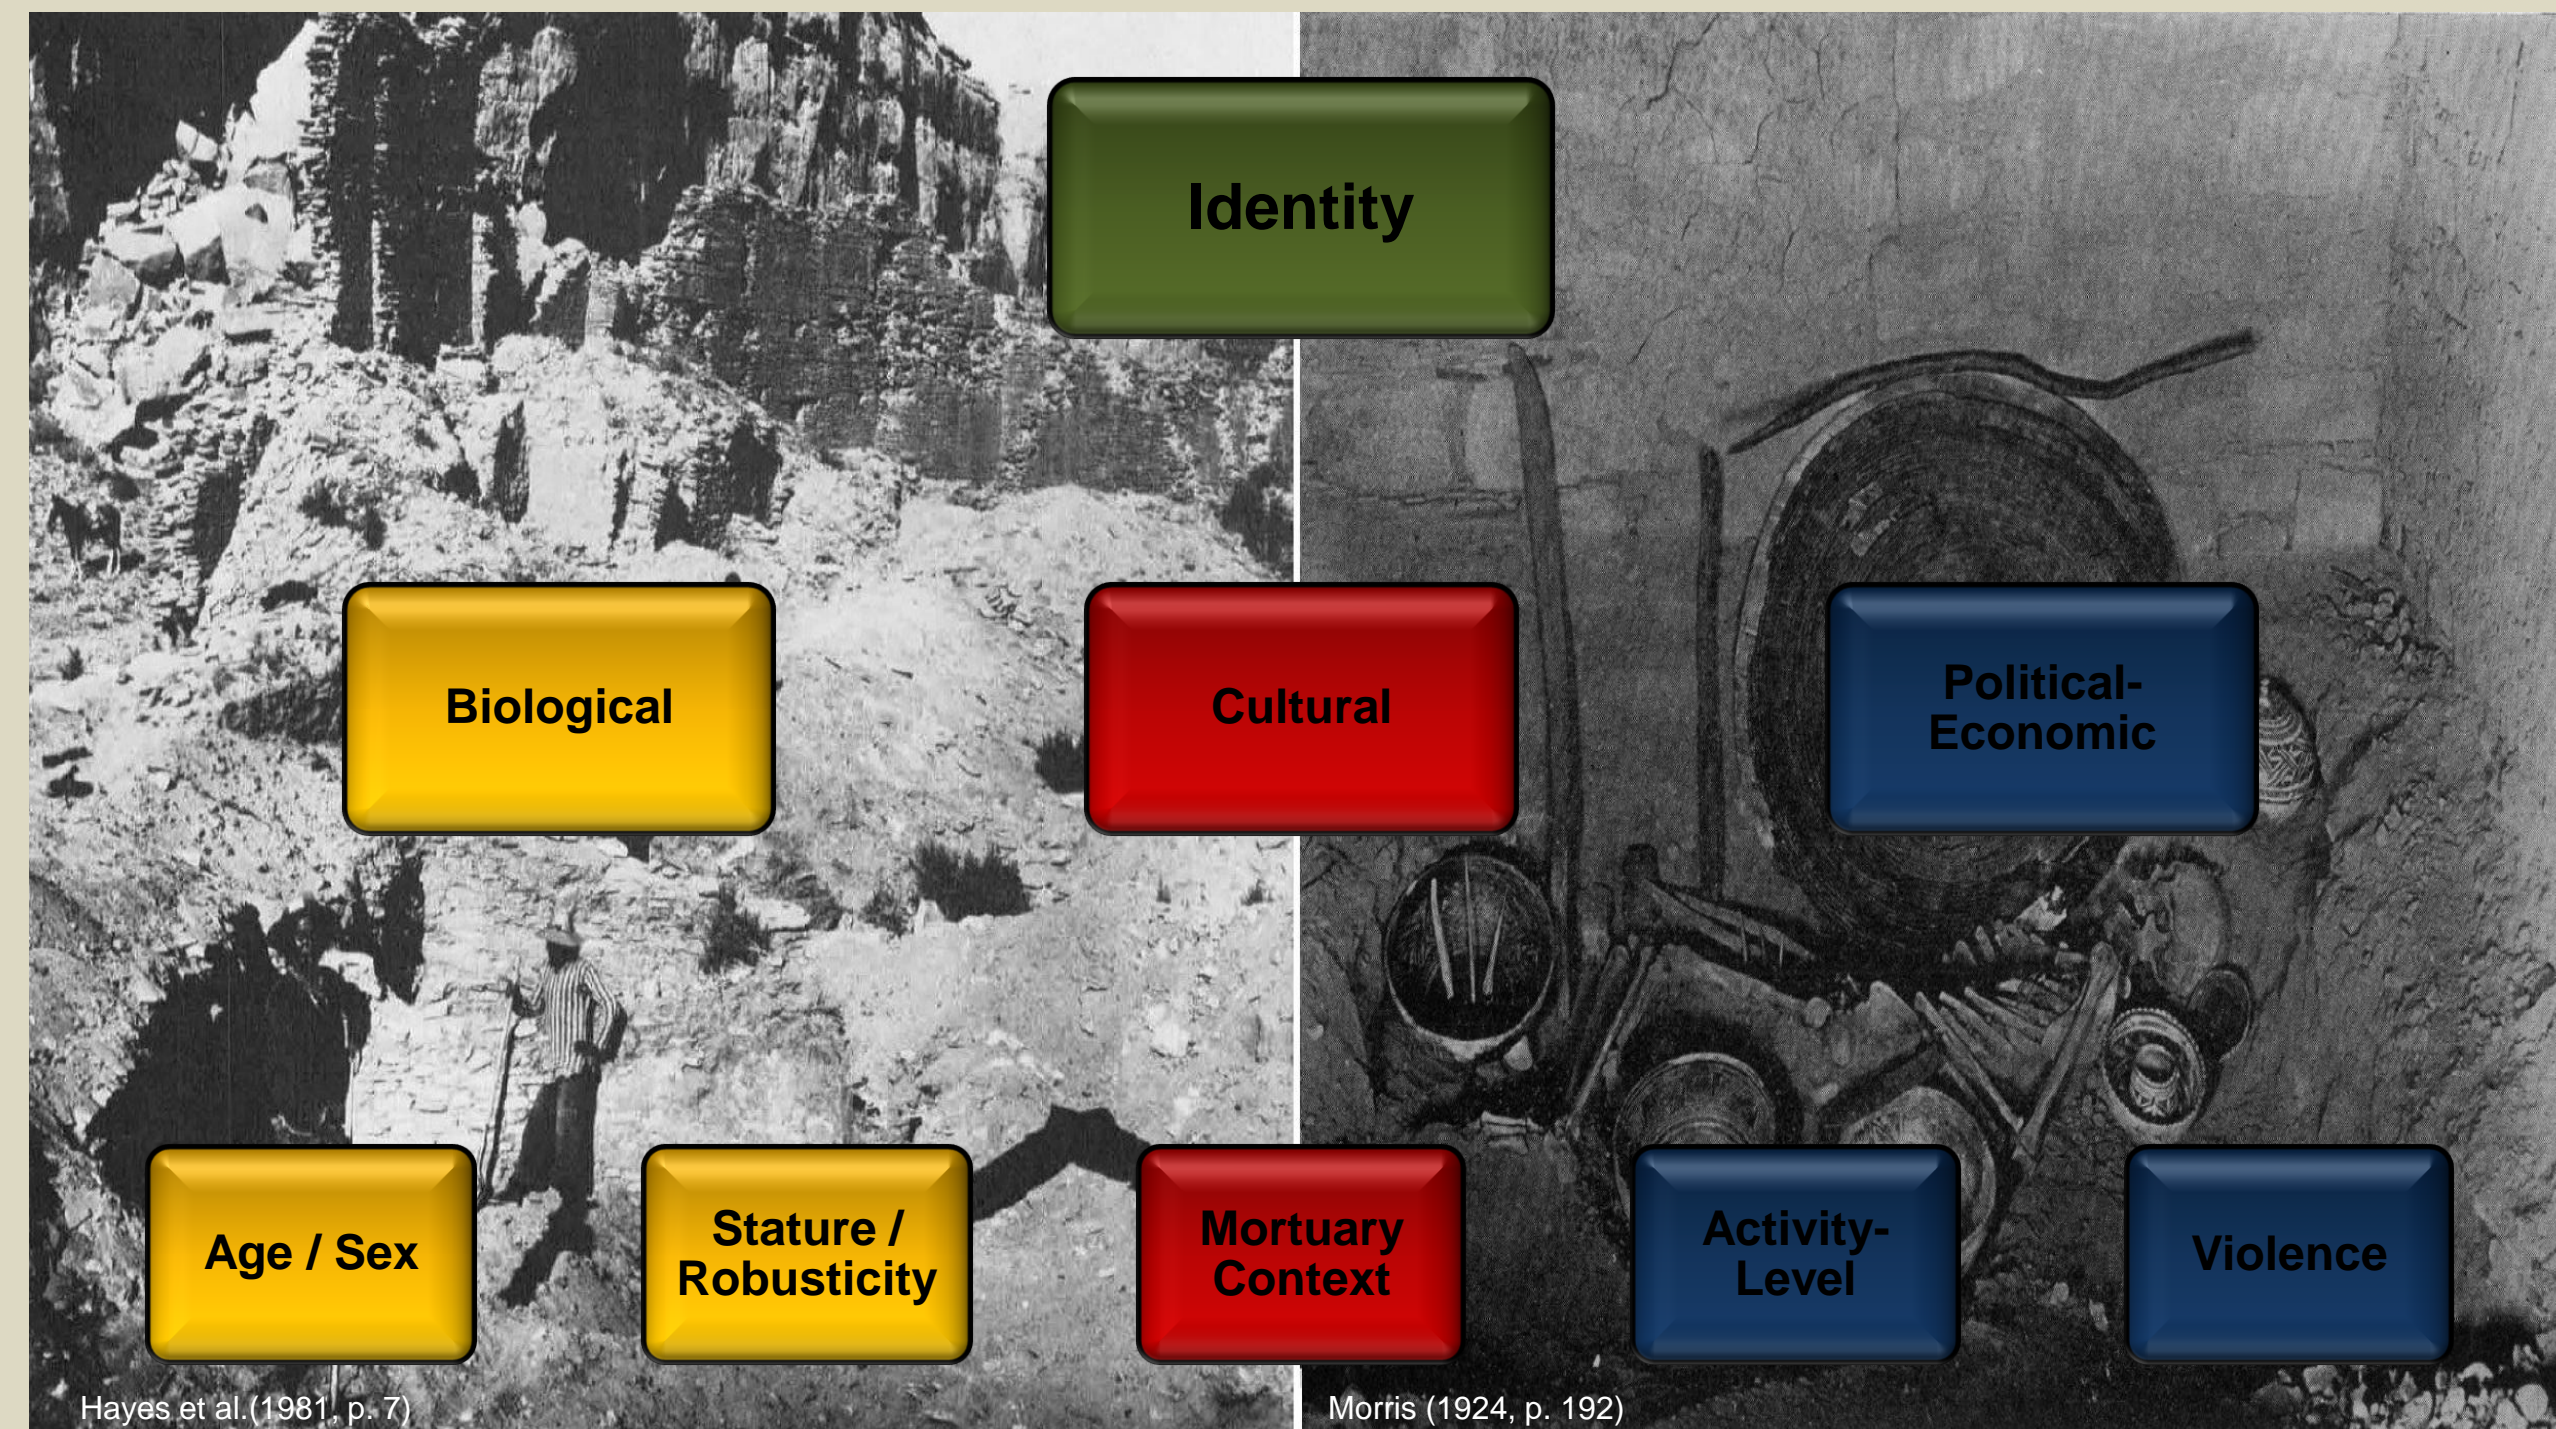 Identity
Biological
Cultural
Political-
Economic
Age / Sex
Stature /
Robusticity
Mortuary
Context
Activity-
Level
Violence
Hayes et al.(1981, p. 7)
Morris (1924, p. 192)